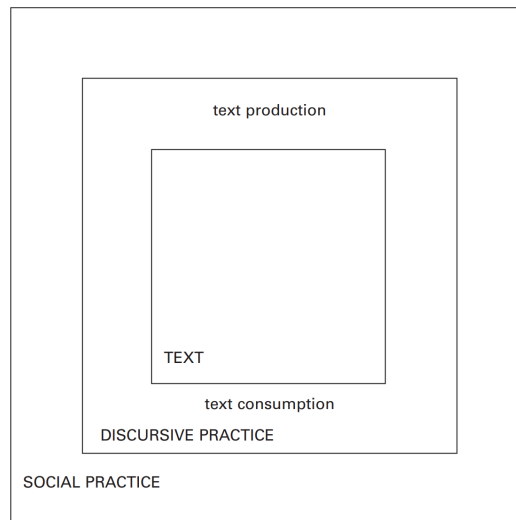 text production
TEXT
text consumption
DISCURSIVE PRACTICE
SOCIAL PRACTICE